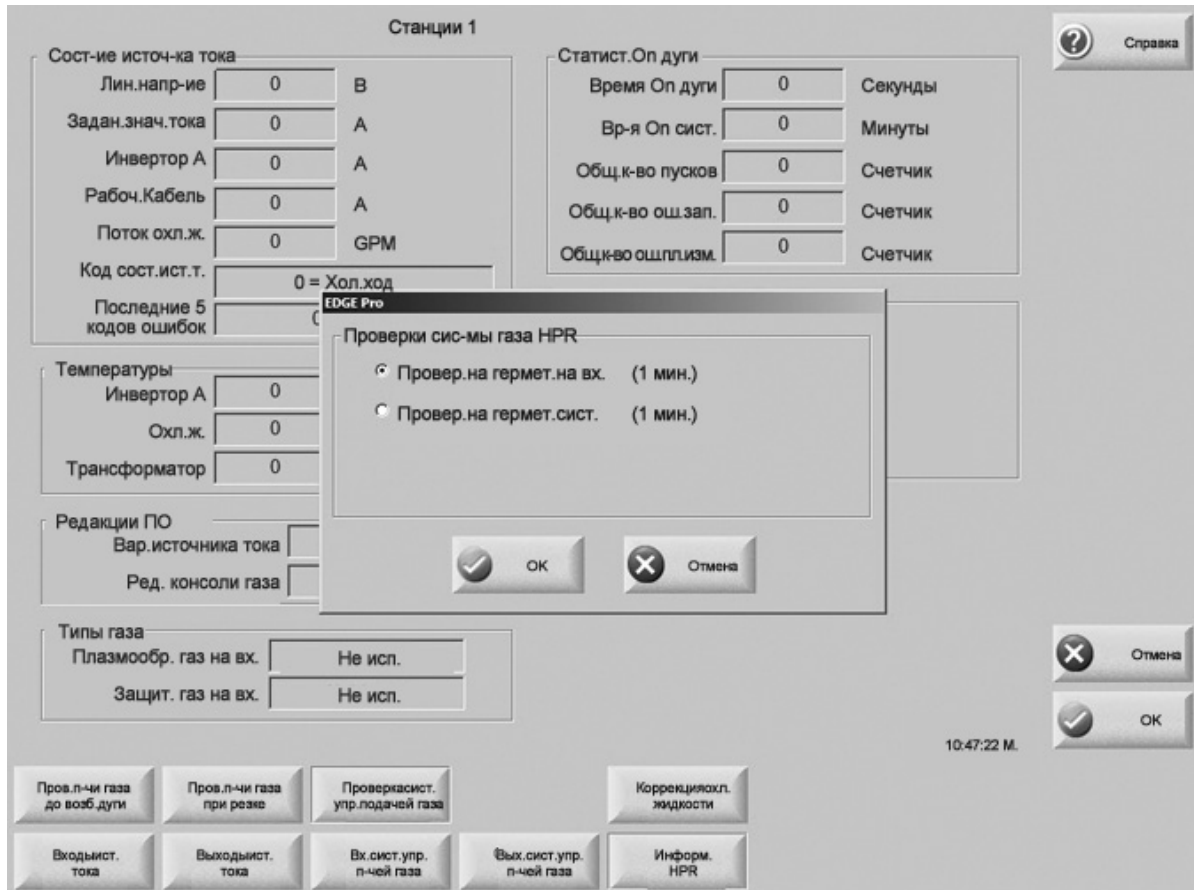 Станции 1
Справка
Сост-ие источ-ка тока
Лин.напр-ие 0 В
Задан.знач.тока 0 А
Инвертор А 0 А
Рабоч.Кабель 0 А
Поток охл.ж. 0 GPM
Код сост.ист.т. 0 = Хол.ход
Последние 5
кодов ошибок
Статист.On дуги
Время On дуги 0 Секунды
Вр-я On сист. 0 Минуты
Общ.к-во пусков 0 Счетчик
Общ.к-во ош.зап. 0 Счетчик
Общ.к-во ош.пл.изм. 0 Счетчик
Температуры
Инвертор А 0
Охл.ж. 0
Трансформатор 0
EDGE Pro
Проверки сис-мы газа HPR
Провер.на гермет.на вх. (1 мин.)
Провер.на гермет.сист. (1 мин.)
OK
Отмена
Редакции ПО
Вар.источника тока
Ред. консоли газа
Типы газа
Плазмообр. газ на вх. Не исп.
Защит. газ на вх. Не исп.
Отмена
OK
10:47:22 М.
Пров.п-чи газа
до возб.дуги
Пров.п-чи газа
при резке
Проверкасист.
упр.подачей газа
Коррекцияохл.
жидкости
Входыист.
тока
Выходыист.
тока
Вх.сист.упр.
п-чей газа
Вых.сист.упр.
п-чей газа
Информ.
HPR